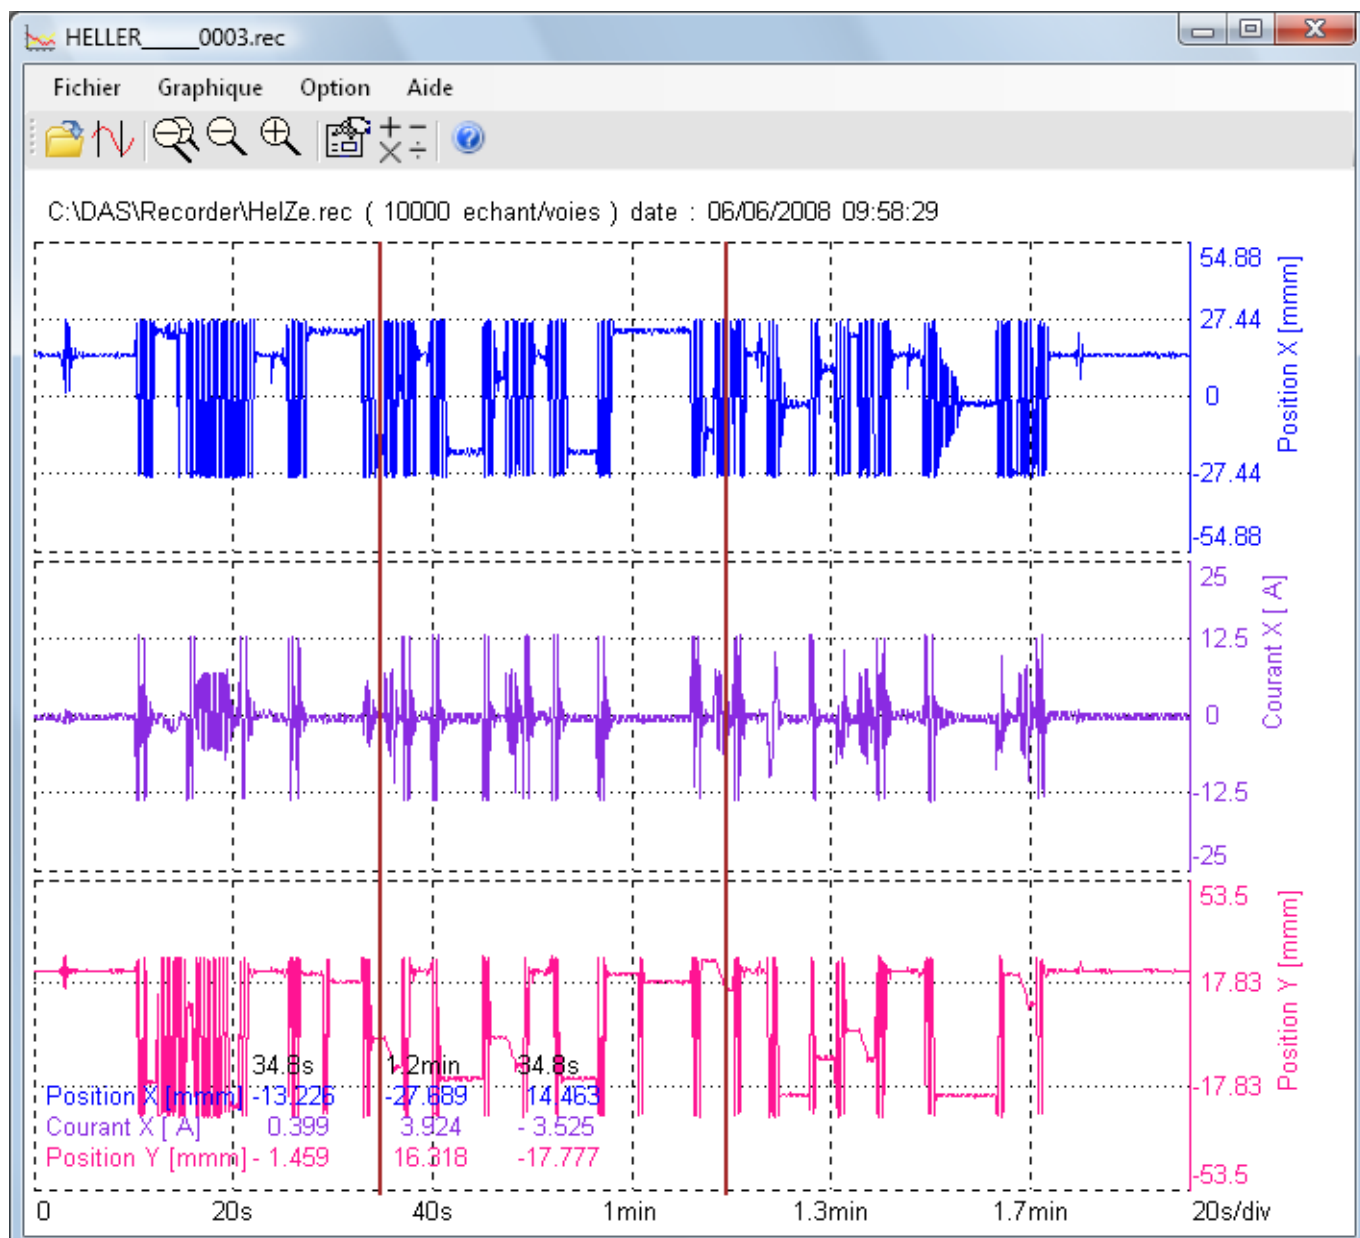 HELLER_____0003.rec
Fichier Graphique Option Aide
C:\DAS\Recorder\HelZe.rec ( 10000 echant/voies ) date : 06/06/2008 09:58:29
54.88
27.44
0
-27.44
-54.88
Position X [mmm]
25
12.5
0
-12.5
-25
Courant X [ A]
53.5
17.83
-17.83
-53.5
Position Y [mmm]
34.8s 1.2min 34.8s
Position X [mmm] -13.226 -27.689 14.463
Courant X [ A] 0.399 3.924 - 3.525
Position Y [mmm] - 1.459 16.318 -17.777
0 20s 40s 1min 1.3min 1.7min 20s/div